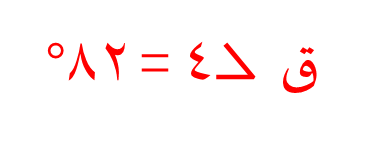 ق ∠٤ = ٨٢°